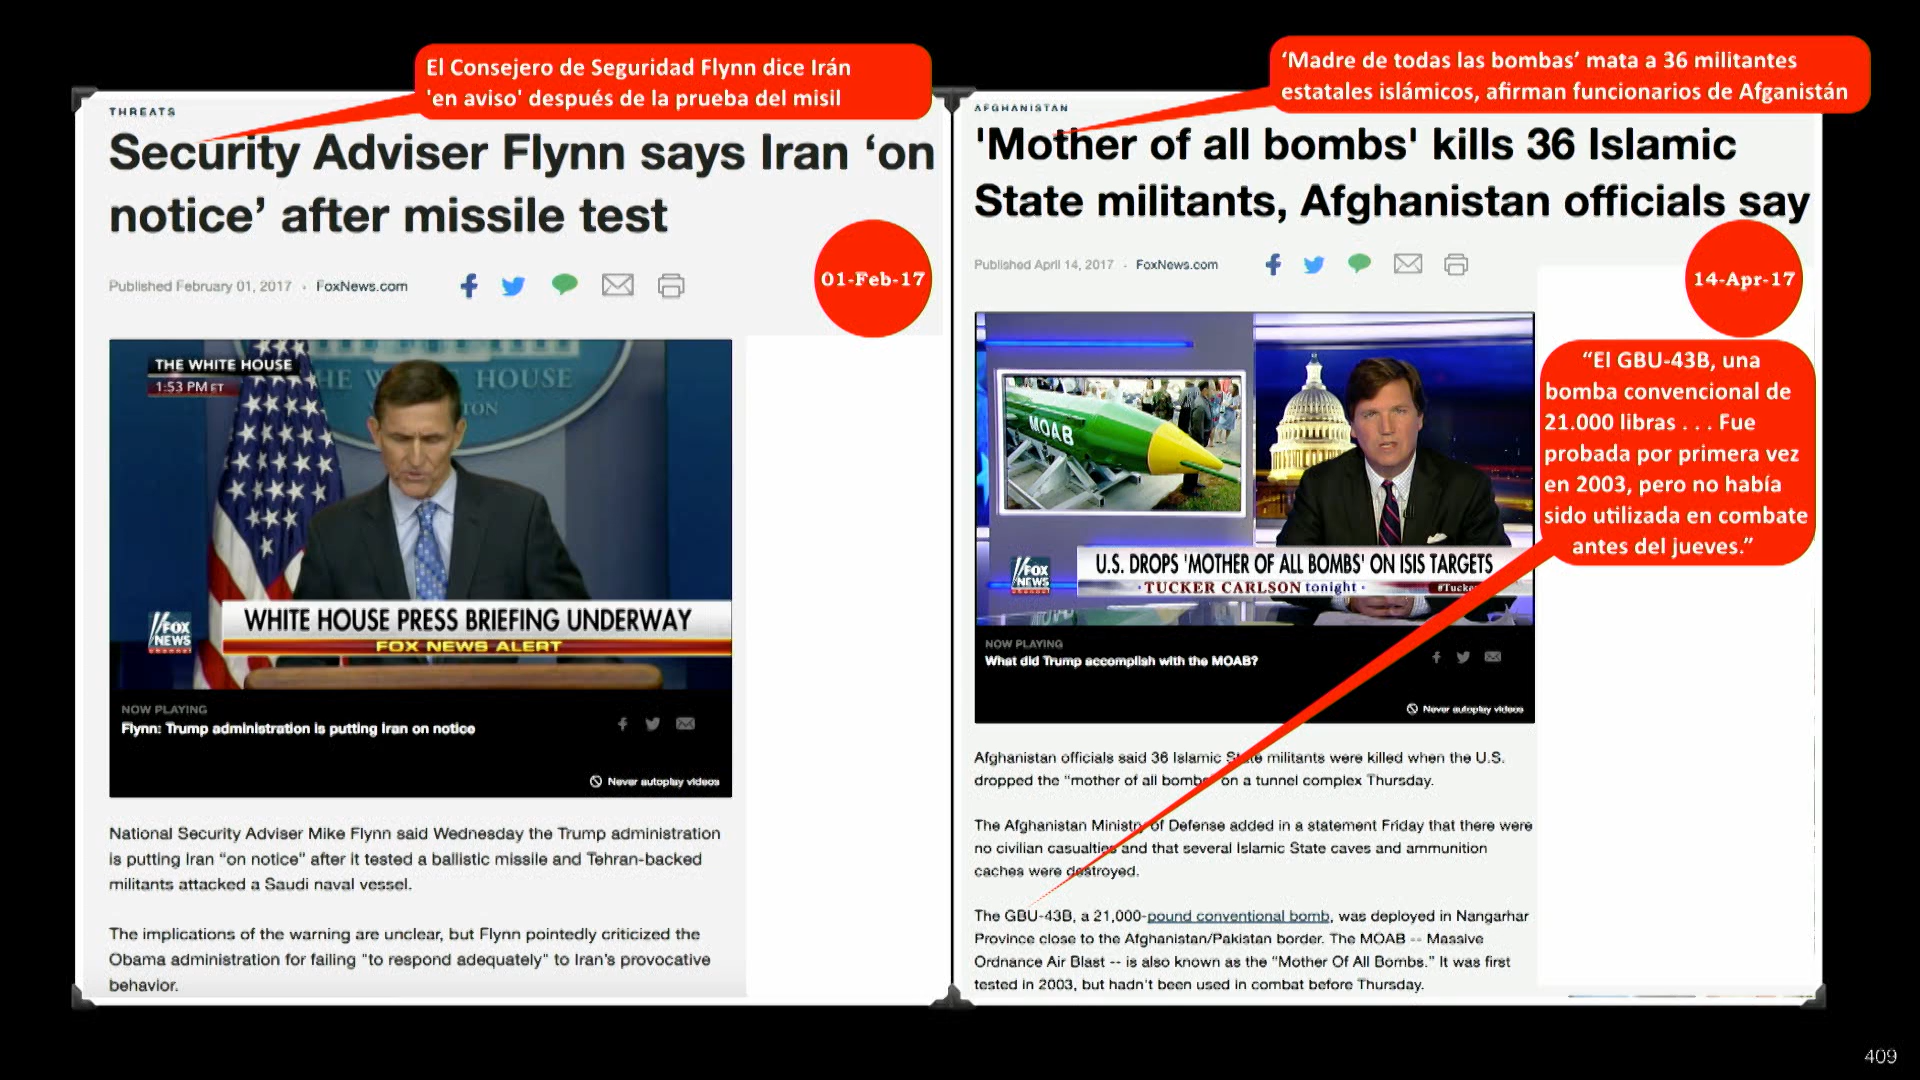 El Consejero de Seguridad Flynn dice Irán
'en aviso' después de la prueba del misil
THREATS
Security Adviser Flynn says Iran ‘on
notice’ after missile test
Published February 01, 2017 · FoxNews.com
01-Feb-17
THE WHITE HOUSE
1:53 PM ET
HE W HOUSE
TON
FOX
NEWS
channel
WHITE HOUSE PRESS BRIEFING UNDERWAY
FOX NEWS ALERT
NOW PLAYING
Flynn: Trump administration is putting Iran on notice
Never autoplay videos
National Security Adviser Mike Flynn said Wednesday the Trump administration
is putting Iran “on notice” after it tested a ballistic missile and Tehran-backed
militants attacked a Saudi naval vessel.
The implications of the warning are unclear, but Flynn pointedly criticized the
Obama administration for failing "to respond adequately" to Iran's provocative
behavior.
‘Madre de todas las bombas’ mata a 36 militantes
estatales islámicos, afirman funcionarios de Afganistán
AFGHANISTAN
'Mother of all bombs' kills 36 Islamic
State militants, Afghanistan officials say
Published April 14, 2017 · FoxNews.com
14-Apr-17
MOAB
FOX
NEWS
channel
U.S. DROPS 'MOTHER OF ALL BOMBS' ON ISIS TARGETS
· TUCKER CARLSON tonight ·
#Tucke
NOW PLAYING
What did Trump accomplish with the MOAB?
Never autoplay videos
“El GBU-43B, una
bomba convencional de
21.000 libras . . . Fue
probada por primera vez
en 2003, pero no había
sido utilizada en combate
antes del jueves.”
Afghanistan officials said 36 Islamic State militants were killed when the U.S.
dropped the “mother of all bombs” on a tunnel complex Thursday.
The Afghanistan Ministry of Defense added in a statement Friday that there were
no civilian casualties and that several Islamic State caves and ammunition
caches were destroyed.
The GBU-43B, a 21,000-pound conventional bomb, was deployed in Nangarhar
Province close to the Afghanistan/Pakistan border. The MOAB -- Massive
Ordnance Air Blast -- is also known as the “Mother Of All Bombs.” It was first
tested in 2003, but hadn't been used in combat before Thursday.
409